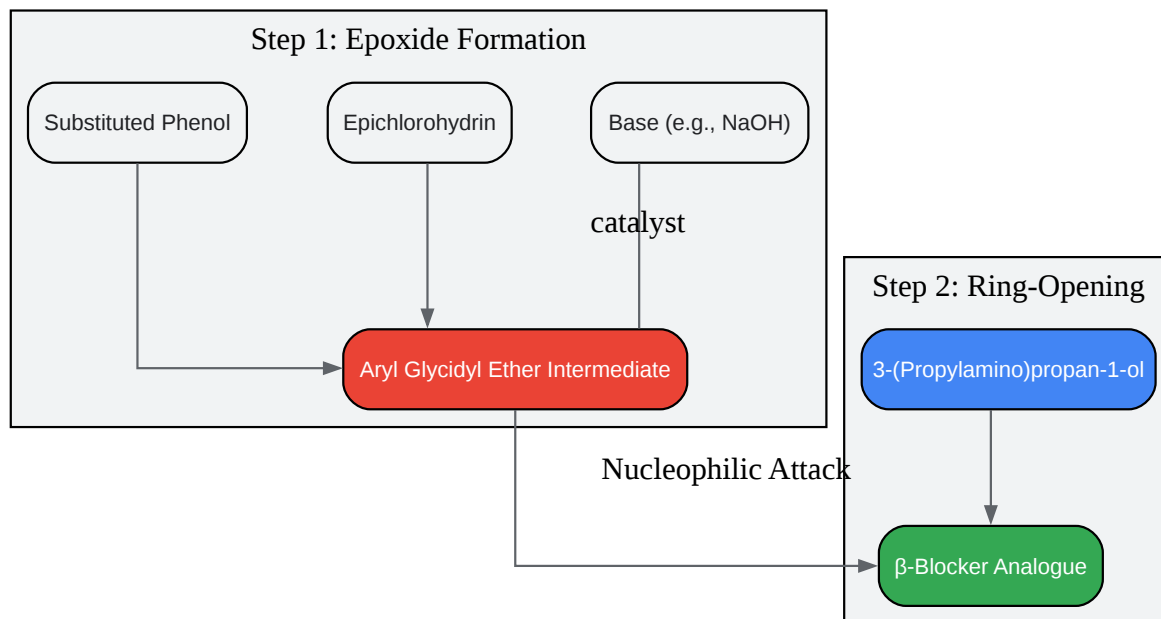 Step 1: Epoxide Formation
Substituted Phenol
Epichlorohydrin
Base (e.g., NaOH)
catalyst
Aryl Glycidyl Ether Intermediate
Step 2: Ring-Opening
3-(Propylamino)propan-1-ol
Nucleophilic Attack
β-Blocker Analogue